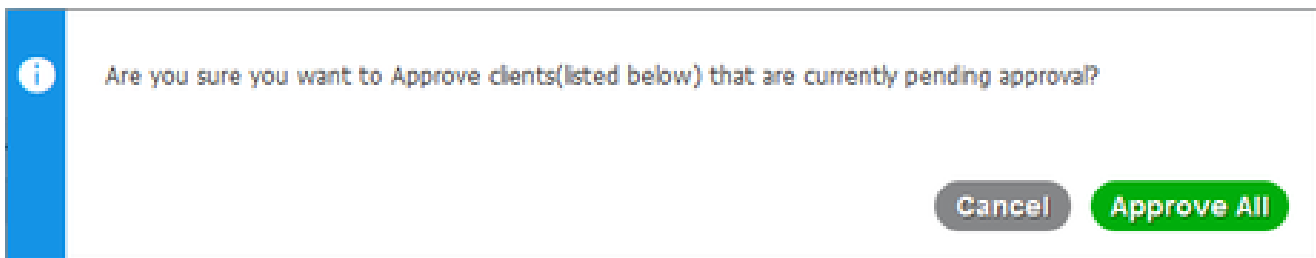 Are you sure you want to Approve clients(listed below) that are currently pending approval?
Cancel Approve All